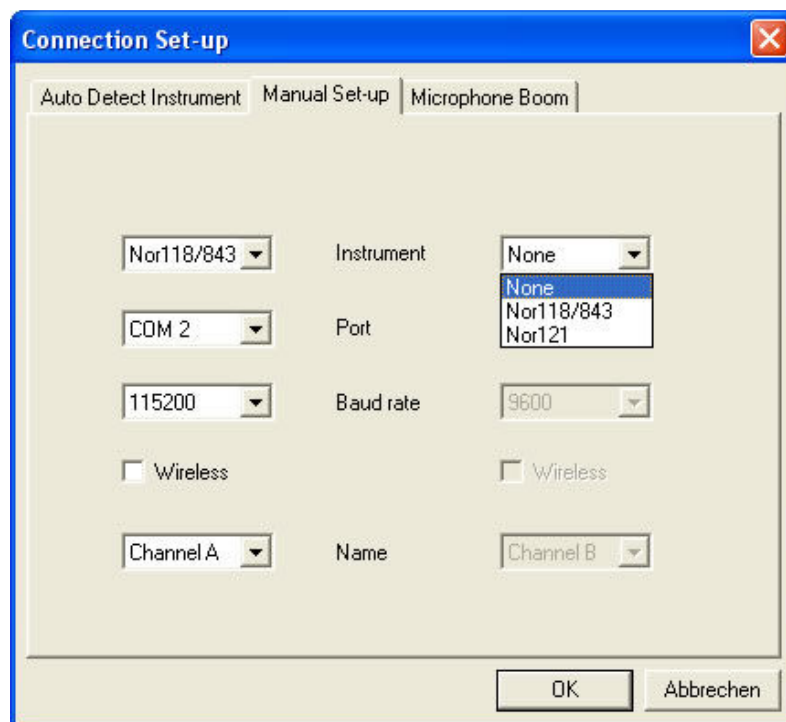 Connection Set-up
Auto Detect Instrument Manual Set-up Microphone Boom
Nor118/843 Instrument None
None
Nor118/843
Nor121
COM 2 Port
115200 Baud rate 9600
Wireless Wireless
Channel A Name Channel B
OK Abbrechen